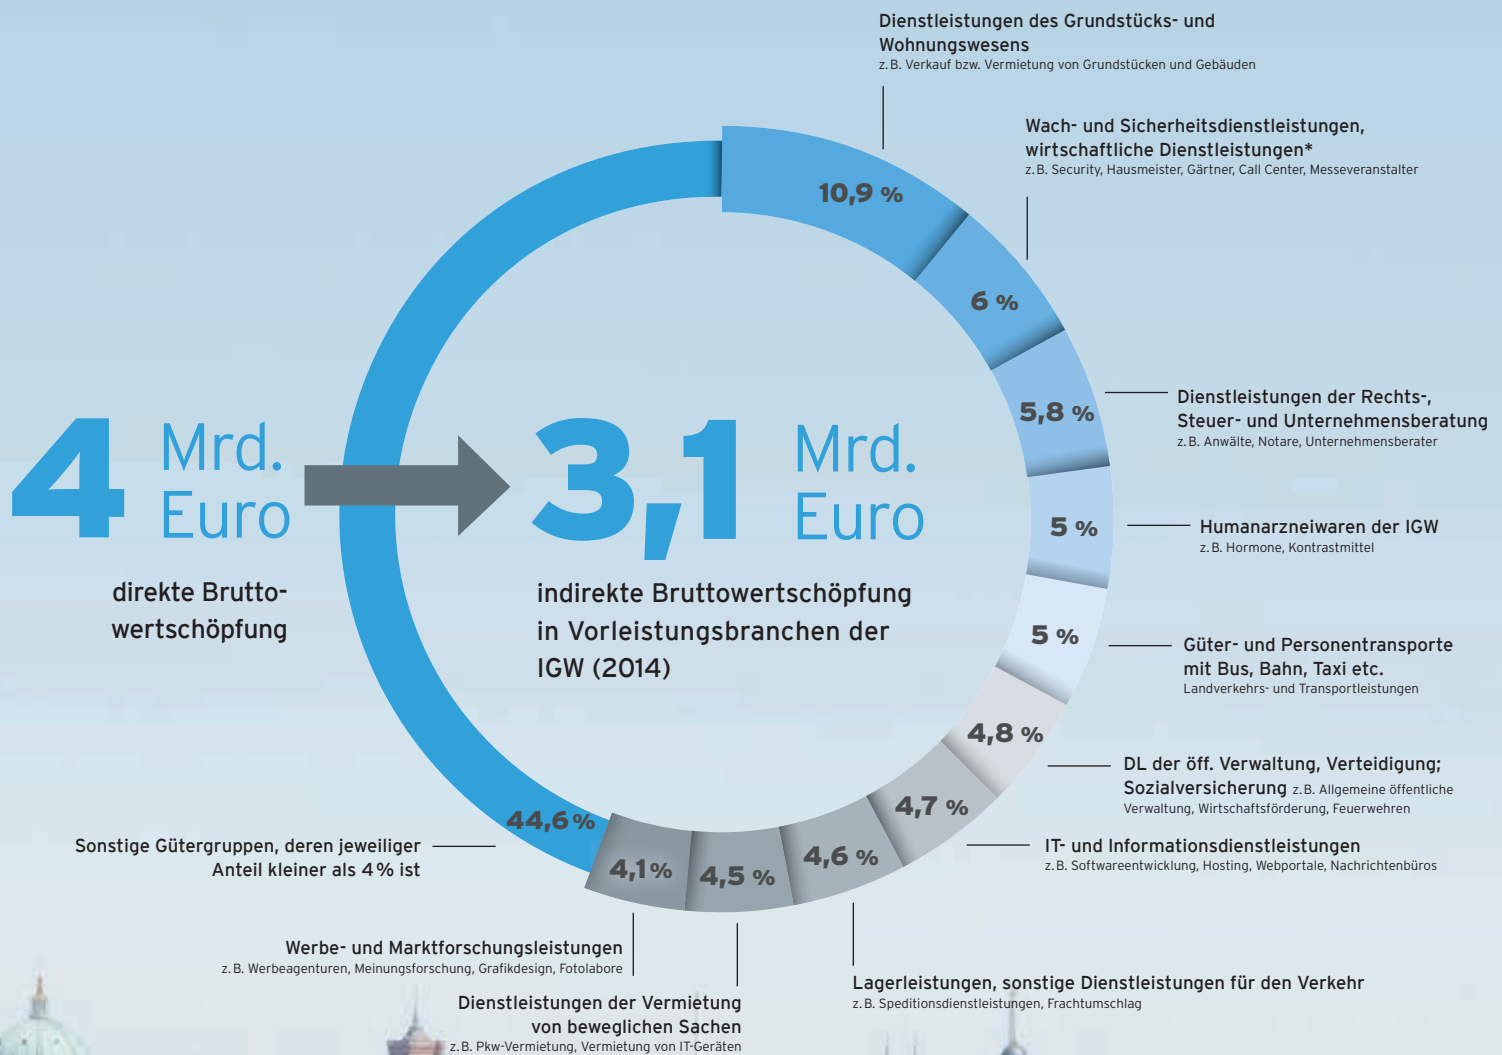 Dienstleistungen des Grundstücks- und
Wohnungswesens
z. B. Verkauf bzw. Vermietung von Grundstücken und Gebäuden
10,9 %
Wach- und Sicherheitsdienstleistungen,
wirtschaftliche Dienstleistungen*
z. B. Security, Hausmeister, Gärtner, Call Center, Messeveranstalter
6 %
Dienstleistungen der Rechts-,
Steuer- und Unternehmensberatung
z. B. Anwälte, Notare, Unternehmensberater
5,8 %
4 Mrd.
Euro
direkte Brutto-
wertschöpfung
3,1 Mrd.
Euro
indirekte Bruttowertschöpfung
in Vorleistungsbranchen der
IGW (2014)
5 %
Humanarzneiwaren der IGW
z. B. Hormone, Kontrastmittel
5 %
Güter- und Personentransporte
mit Bus, Bahn, Taxi etc.
Landverkehrs- und Transportleistungen
4,8 %
DL der öff. Verwaltung, Verteidigung;
Sozialversicherung z. B. Allgemeine öffentliche
Verwaltung, Wirtschaftsförderung, Feuerwehren
4,7 %
IT- und Informationsdienstleistungen
z. B. Softwareentwicklung, Hosting, Webportale, Nachrichtenbüros
4,6 %
Lagerleistungen, sonstige Dienstleistungen für den Verkehr
z. B. Speditionsdienstleistungen, Frachtumschlag
4,5 %
Dienstleistungen der Vermietung
von beweglichen Sachen
z. B. Pkw-Vermietung, Vermietung von IT-Geräten
4,1 %
Werbe- und Marktforschungsleistungen
z. B. Werbeagenturen, Meinungsforschung, Grafikdesign, Fotolabore
44,6 %
Sonstige Gütergruppen, deren jeweiliger
Anteil kleiner als 4 % ist